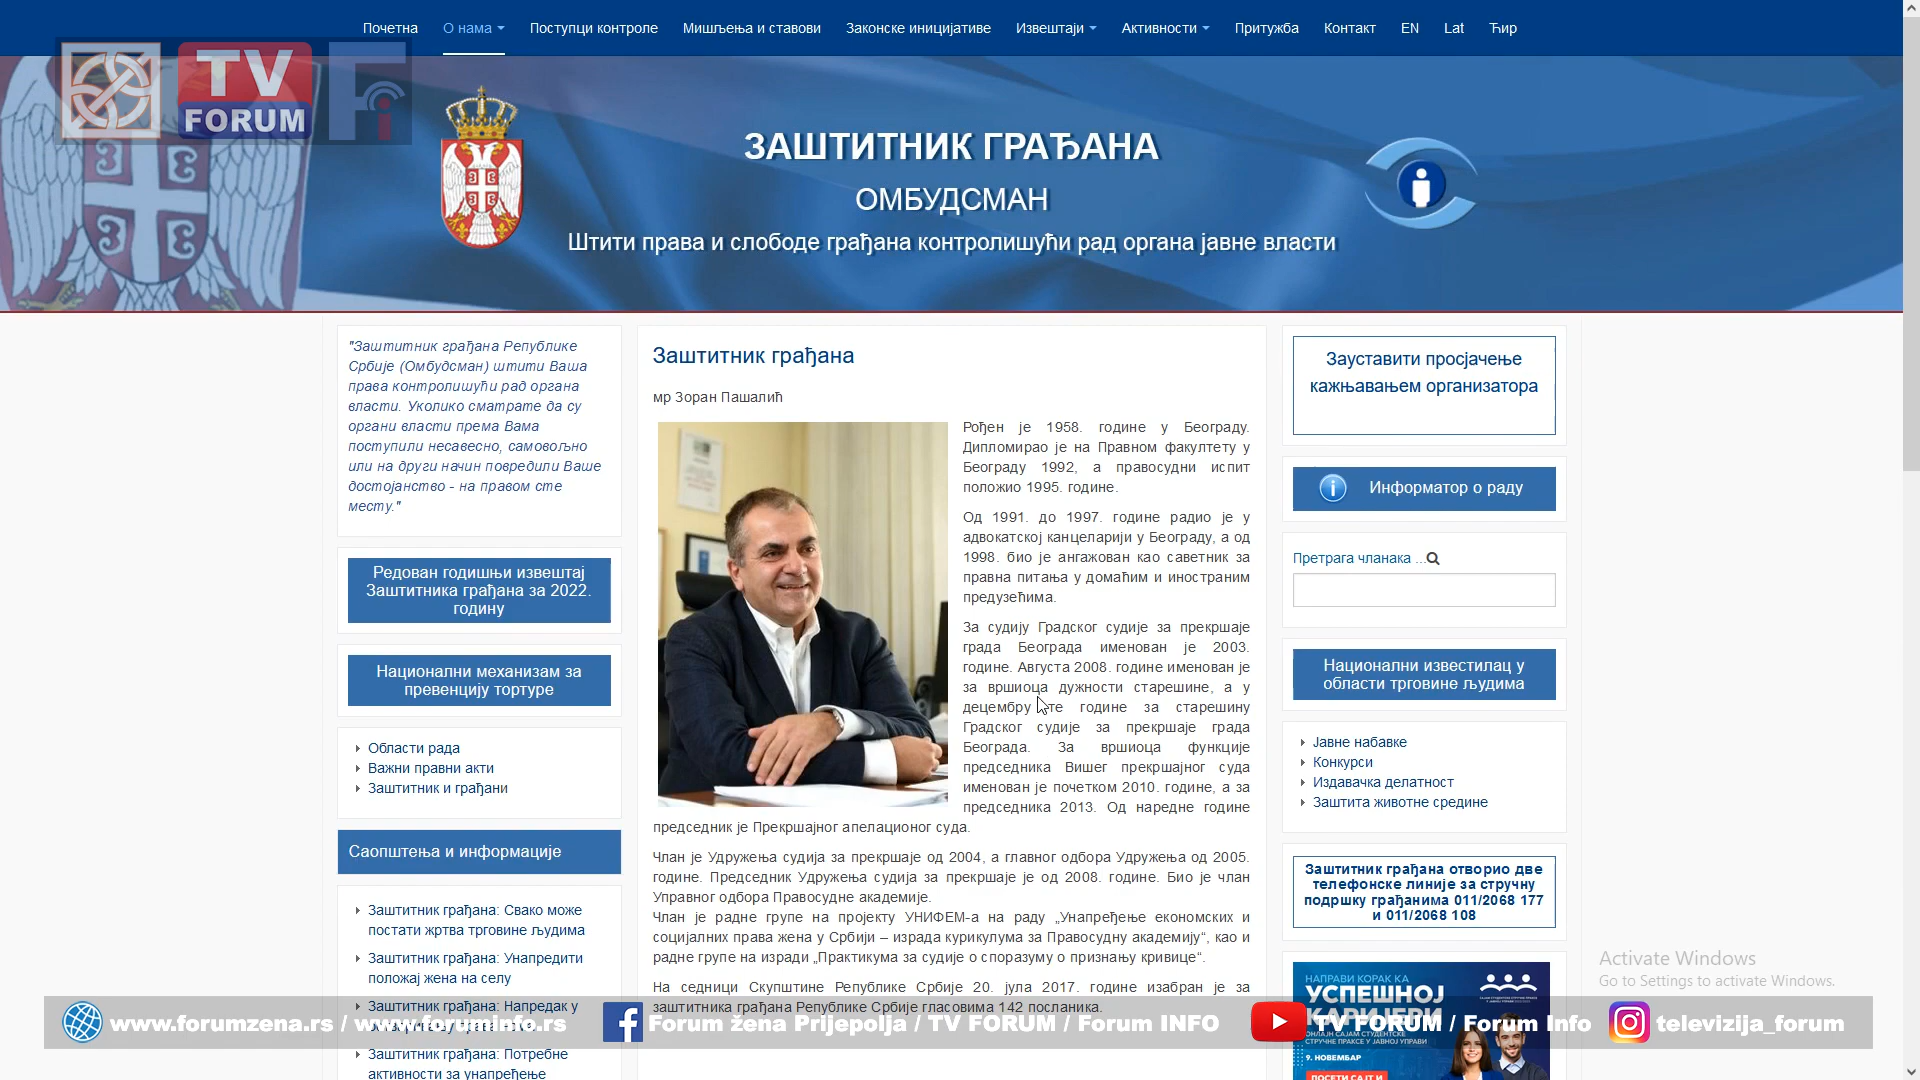 Почетна О нама Поступци контроле Мишљења и ставови Законске иницијативе Извештаји Активности Притужба Контакт EN Lat Ћир
TV
FORUM
Fi
ЗАШТИТНИК ГРАЂАНА
ОМБУДСМАН
Штити права и слободе грађана контролишући рад органа јавне власти
"Заштитник грађана Републике
Србије (Омбудсман) штити Ваша
права контролишући рад органа
власти. Уколико сматрате да су
органи власти према Вама
поступили несавесно, самовољно
или на други начин повредили Ваше
достојанство - на правом сте
месту."
Редован годишњи извештај
Заштитника грађана за 2022.
годину
Национални механизам за
превенцију тортуре
Области рада
Важни правни акти
Заштитник и грађани
Саопштења и информације
Заштитник грађана: Свако може
постати жртва трговине људима
Заштитник грађана: Унапредити
положај жена на селу
Заштитник грађана: Напредак у
Заштитник грађана: Потребне
активности за унапређење
Заштитник грађана
мр Зоран Пашалић
Рођен је 1958. године у Београду.
Дипломирао је на Правном факултету у
Београду 1992, а правосудни испит
положио 1995. године.
Од 1991. до 1997. године радио је у
адвокатској канцеларији у Београду, а од
1998. био је ангажован као саветник за
правна питања у домаћим и иностраним
предузећима.
За судију Градског судије за прекршаје
града Београда именован је 2003.
године. Августа 2008. године именован је
за вршиоца дужности старешине, а у
децембру те године за старешину
Градског судије за прекршаје града
Београда. За вршиоца функције
председника Вишег прекршајног суда
именован је почетком 2010. године, а за
председника 2013. Од наредне године
председник је Прекршајног апелационог суда.
Члан је Удружења судија за прекршаје од 2004, а главног одбора Удружења од 2005.
године. Председник Удружења судија за прекршаје је од 2008. године. Био је члан
Управног одбора Правосудне академије.
Члан је радне групе на пројекту УНИФЕМ-а на раду „Унапређење економских и
социјалних права жена у Србији – израда курикулума за Правосудну академију“, као и
радне групе на изради „Практикума за судије о споразуму о признању кривице“.
На седници Скупштине Републике Србије 20. јула 2017. године изабран је за
заштитника грађана Републике Србије гласовима 142 посланика.
Зауставити просјачење
кажњавањем организатора
Информатор о раду
Претрага чланака ...
Национални известилац у
области трговине људима
Јавне набавке
Конкурси
Издавачка делатност
Заштита животне средине
Заштитник грађана отворио две
телефонске линије за стручну
подршку грађанима 011/2068 177
и 011/2068 108
НАПРАВИ КОРАК КА
УСПЕШНОЈ
КАРИЈЕРИ
ОНЛАЈН САЈАМ СТУДЕНТСКЕ
СТРУЧНЕ ПРАКСЕ У ЈАВНОЈ УПРАВИ
9. НОВЕМБАР
ПОСЕТИ САЈТ И
Activate Windows
Go to Settings to activate Windows.
www.forumzena.rs / www.foruminfo.rs Forum žena Prijepolja / TV FORUM / Forum INFO TV FORUM / Forum Info televizija_forum